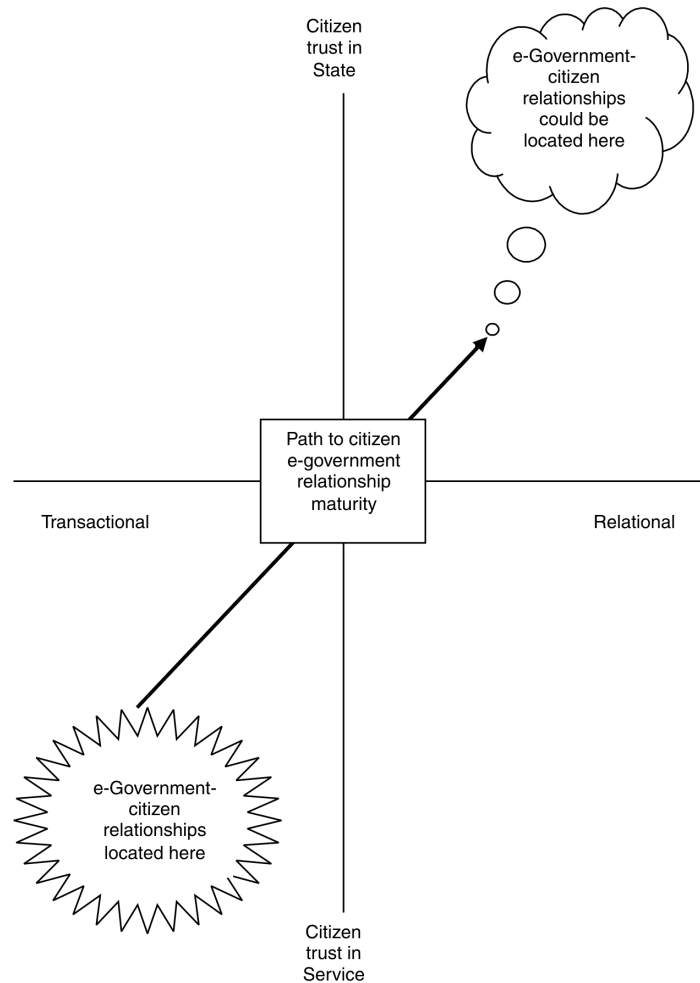 Citizen
trust in
State
e-Government-
citizen
relationships
could be
located here
Path to citizen
e-government
relationship
maturity
Transactional
Relational
e-Government-
citizen
relationships
located here
Citizen
trust in
Service